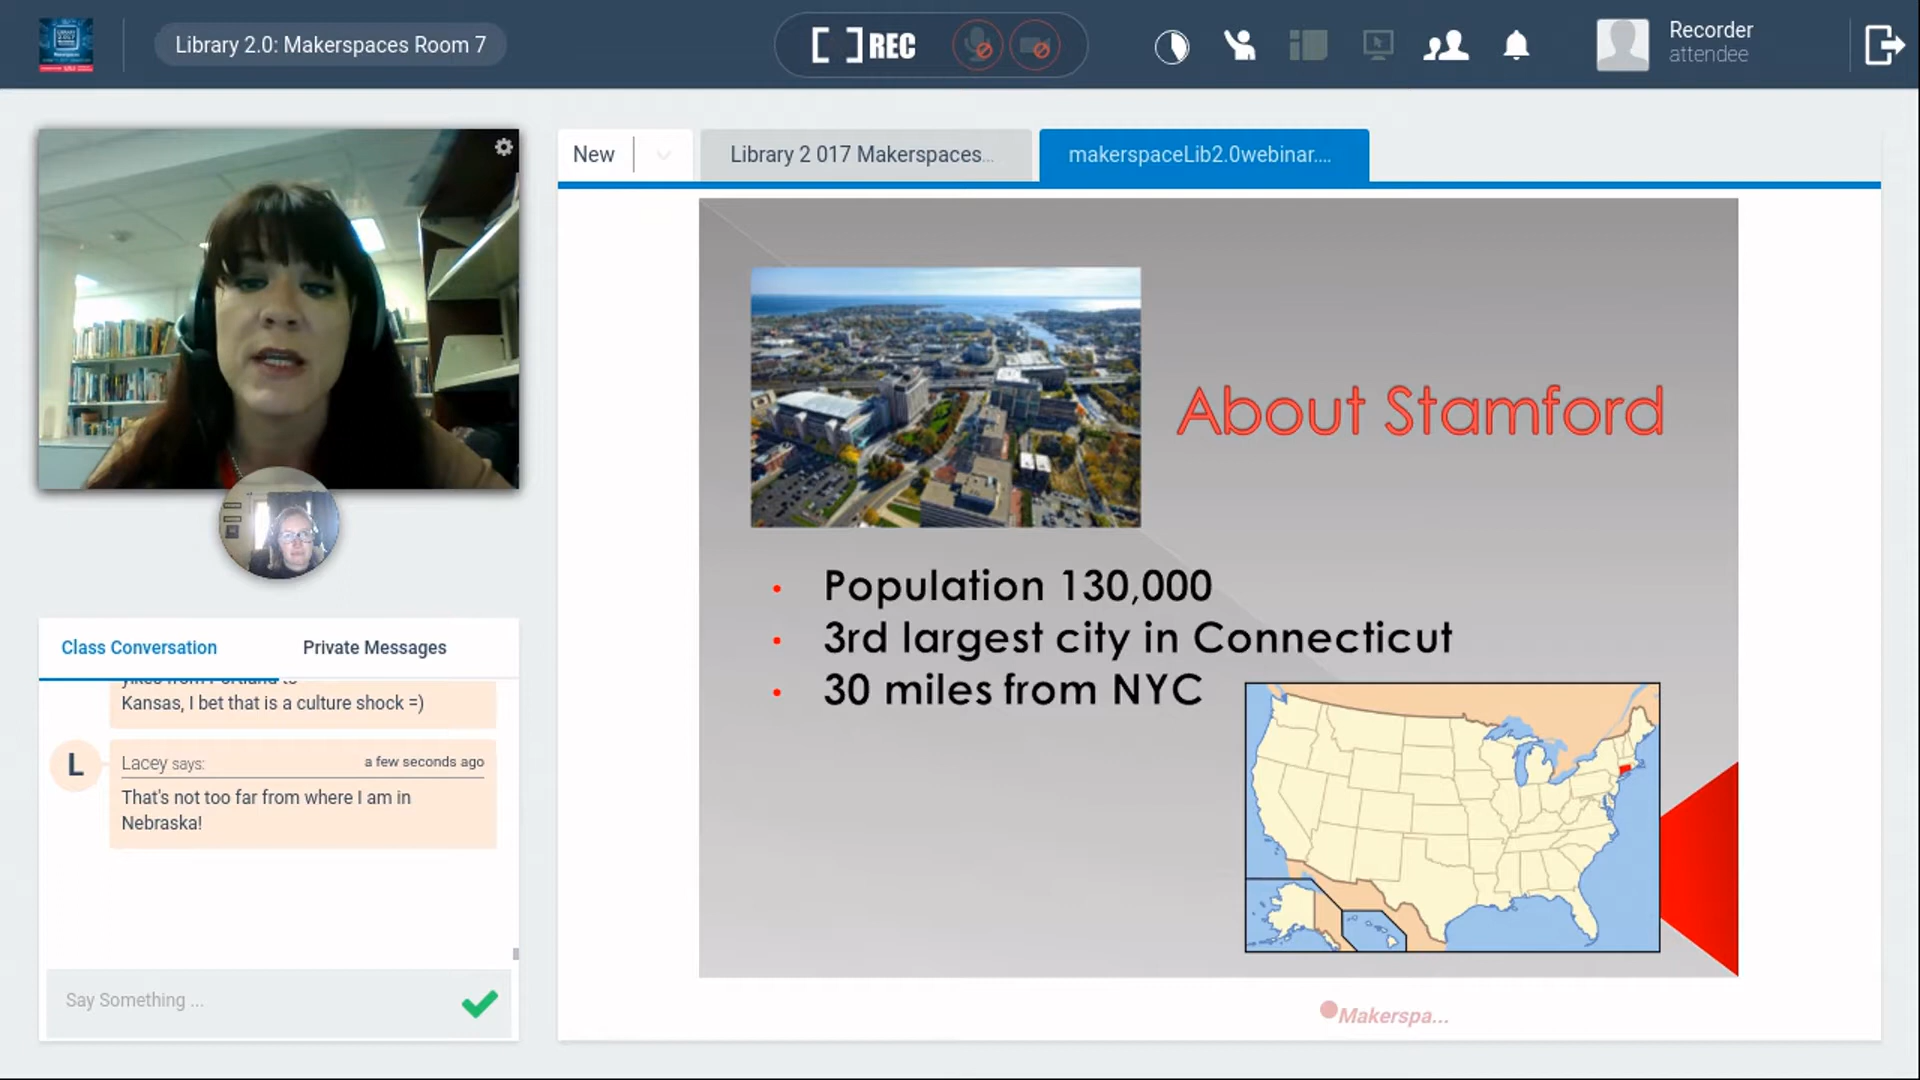 Library 2.0: Makerspaces Room 7
[ ] REC
Recorder
attendee
New
Library 2 017 Makerspaces...
makerspaceLib2.0webinar....
About Stamford
Population 130,000
3rd largest city in Connecticut
30 miles from NYC
Makerspa...
Class Conversation
Private Messages
yikes from Portland to
Kansas, I bet that is a culture shock =)
L
Lacey says:
a few seconds ago
That's not too far from where I am in
Nebraska!
Say Something ...